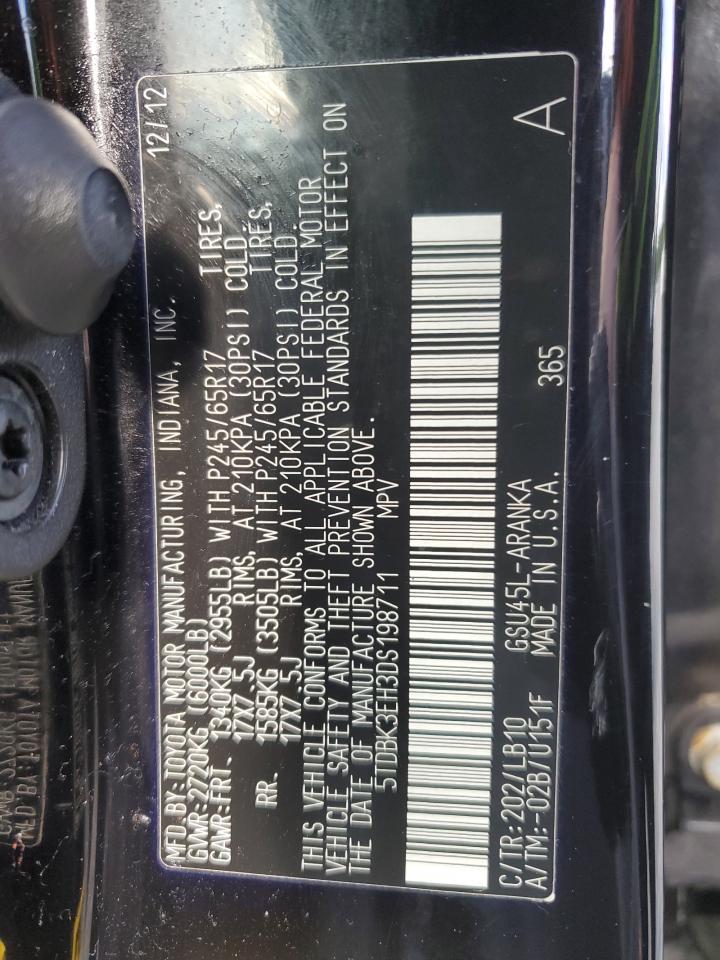 MFD.BY:TOYOTA MOTOR MANUFACTURING, INDIANA, INC. 12/12
GVWR:2720KG (6000LB)
GAWR:FRT. 1340KG (2955LB) WITH P245/65R17 TIRES,
17X7.5J RIMS, AT 210KPA (30PSI) COLD
RR. 1585KG (3505LB) WITH P245/65R17 TIRES,
17X7.5J RIMS, AT 210KPA (30PSI) COLD.
THIS VEHICLE CONFORMS TO ALL APPLICABLE FEDERAL MOTOR
VEHICLE SAFETY AND THEFT PREVENTION STANDARDS IN EFFECT ON
THE DATE OF MANUFACTURE SHOWN ABOVE.
5TDBK3EH3DS198711 MPV
C/TR:202/LB10 GSU45L-ARANKA
A/TM:-02B/U151F MADE IN U.S.A. 365 A